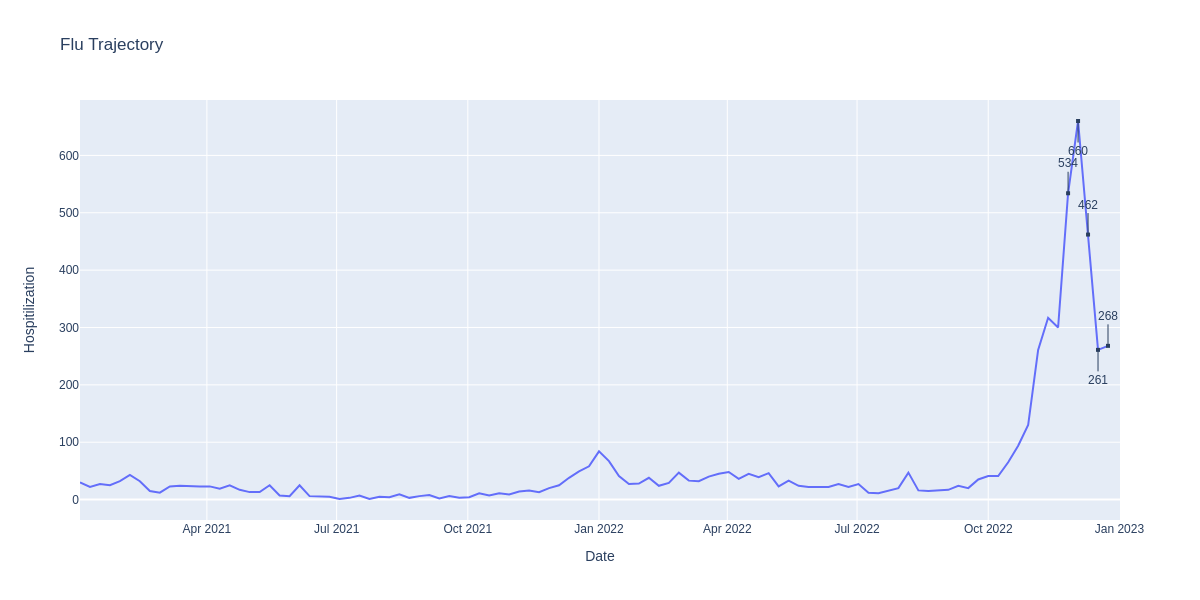 Flu Trajectory
Hospitilization
600
500
400
300
200
100
0
660
534
462
268
261
Apr 2021
Jul 2021
Oct 2021
Jan 2022
Apr 2022
Jul 2022
Oct 2022
Jan 2023
Date